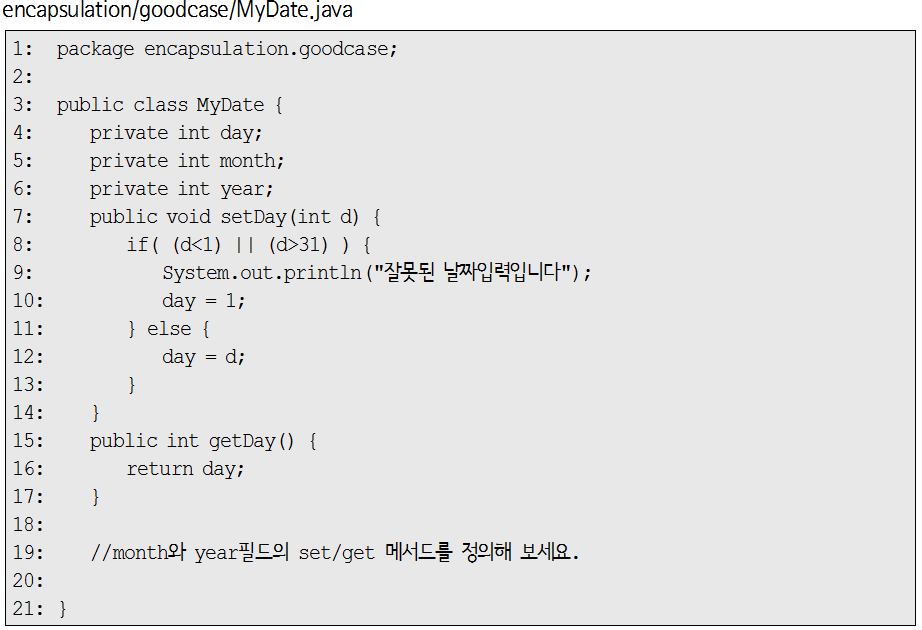 encapsulation/goodcase/MyDate.java
1: package encapsulation.goodcase;
2:
3: public class MyDate {
4:    private int day;
5:    private int month;
6:    private int year;
7:    public void setDay(int d) {
8:       if( (d<1) || (d>31) ) {
9:          System.out.println("잘못된 날짜입력입니다");
10:          day = 1;
11:       } else {
12:          day = d;
13:       }
14:    }
15:    public int getDay() {
16:       return day;
17:    }
18:
19:    //month와 year필드의 set/get 메서드를 정의해 보세요.
20:
21: }